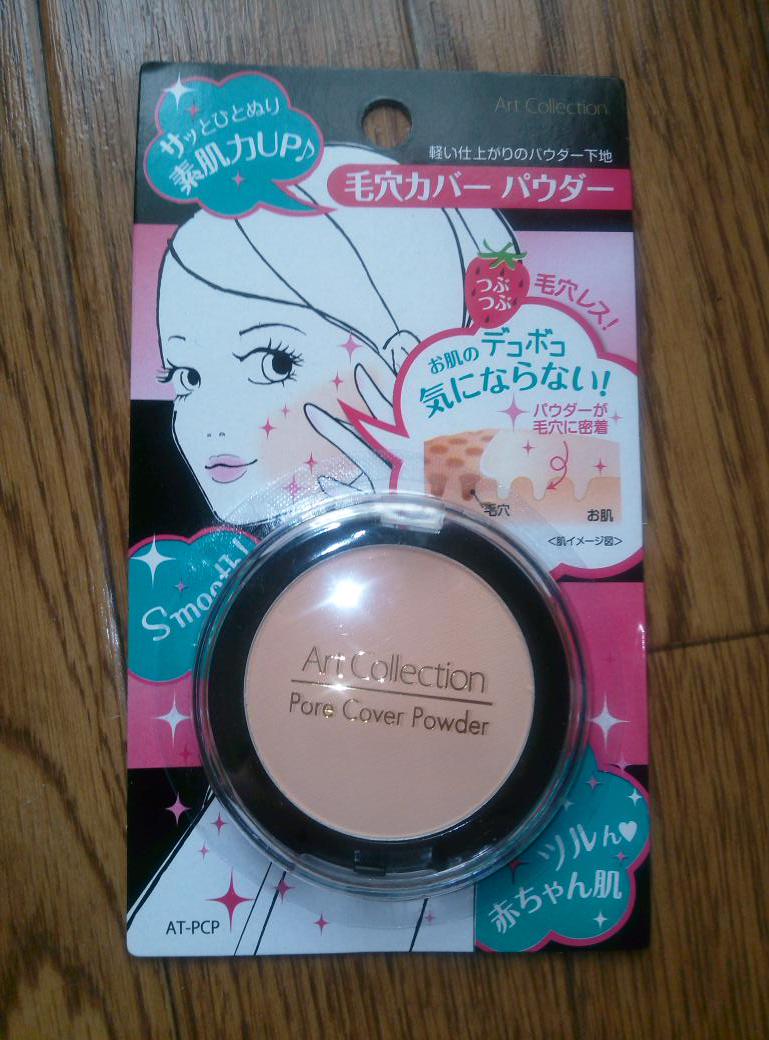 Art Collection
サッとひとぬり
素肌力UP♪
軽い仕上がりのパウダー下地
毛穴カバー パウダー
つぶ
つぶ
毛穴レス!
お肌の デコボコ
気にならない!
パウダーが
毛穴に密着
毛穴
お肌
<肌イメージ図>
Smooth!
Art Collection
Pore Cover Powder
ツルん♥
赤ちゃん肌
AT-PCP